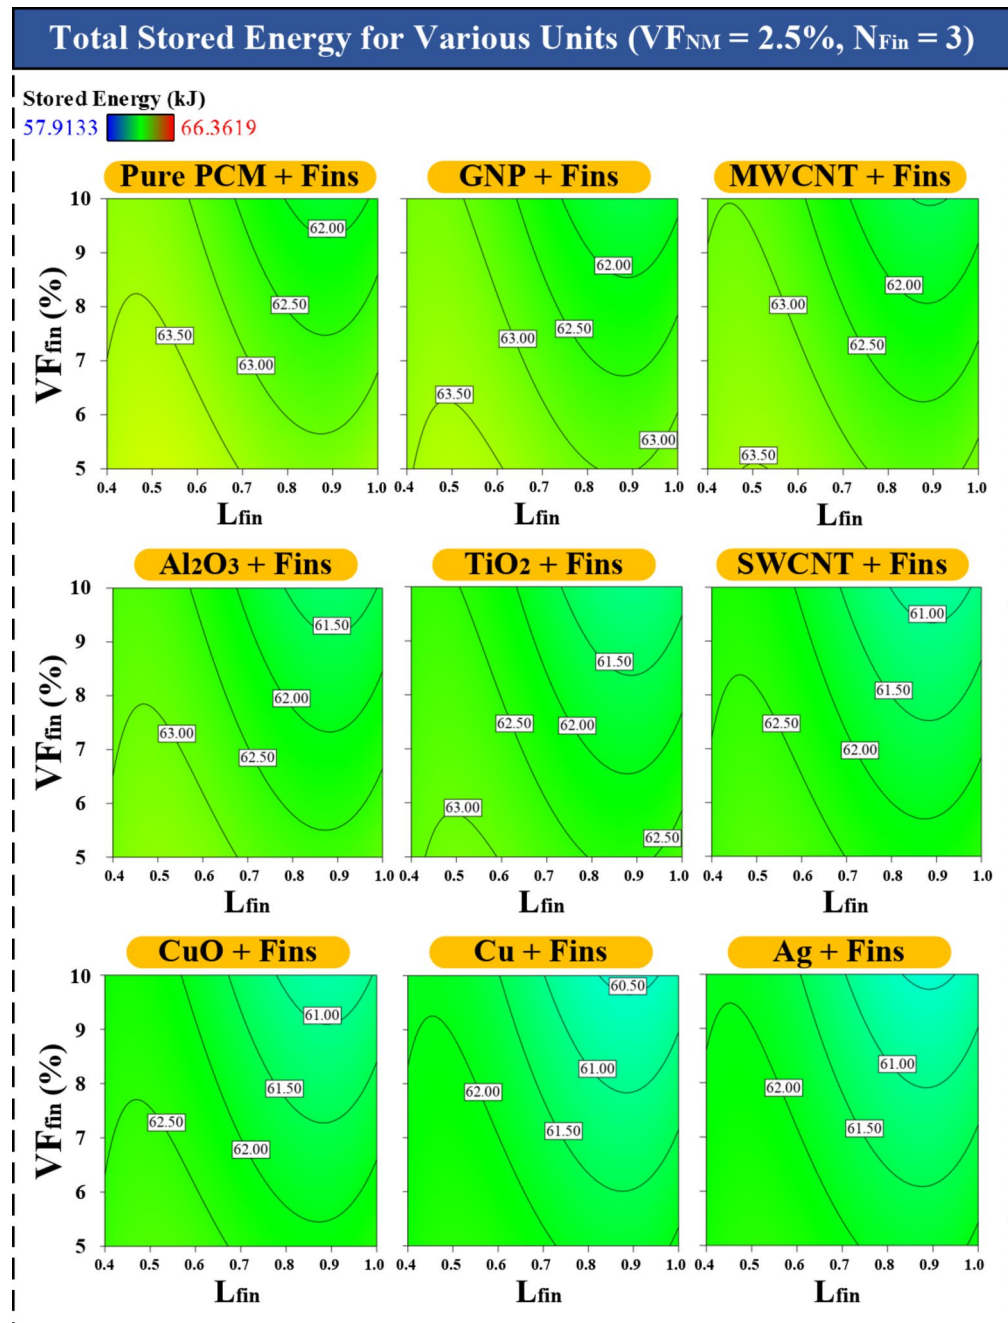 Total Stored Energy for Various Units (VFNM = 2.5%, NFin = 3)
Stored Energy (kJ)
57.9133 66.3619
Pure PCM + Fins GNP + Fins MWCNT + Fins
VFfin (%)
10
9
8
7
6
5
62.00
62.50
63.50
63.00
0.4 0.5 0.6 0.7 0.8 0.9 1.0
Lfin
62.00
62.50
63.00
63.50
63.00
0.4 0.5 0.6 0.7 0.8 0.9 1.0
Lfin
62.00
63.00
62.50
63.50
0.4 0.5 0.6 0.7 0.8 0.9 1.0
Lfin
Al2O3 + Fins TiO2 + Fins SWCNT + Fins
VFfin (%)
10
9
8
7
6
5
61.50
62.00
63.00
62.50
0.4 0.5 0.6 0.7 0.8 0.9 1.0
Lfin
61.50
62.50
62.00
63.00
62.50
0.4 0.5 0.6 0.7 0.8 0.9 1.0
Lfin
61.00
61.50
62.50
62.00
0.4 0.5 0.6 0.7 0.8 0.9 1.0
Lfin
CuO + Fins Cu + Fins Ag + Fins
VFfin (%)
10
9
8
7
6
5
61.00
61.50
62.50
62.00
0.4 0.5 0.6 0.7 0.8 0.9 1.0
Lfin
60.50
61.00
62.00
61.50
0.4 0.5 0.6 0.7 0.8 0.9 1.0
Lfin
61.00
62.00
61.50
0.4 0.5 0.6 0.7 0.8 0.9 1.0
Lfin